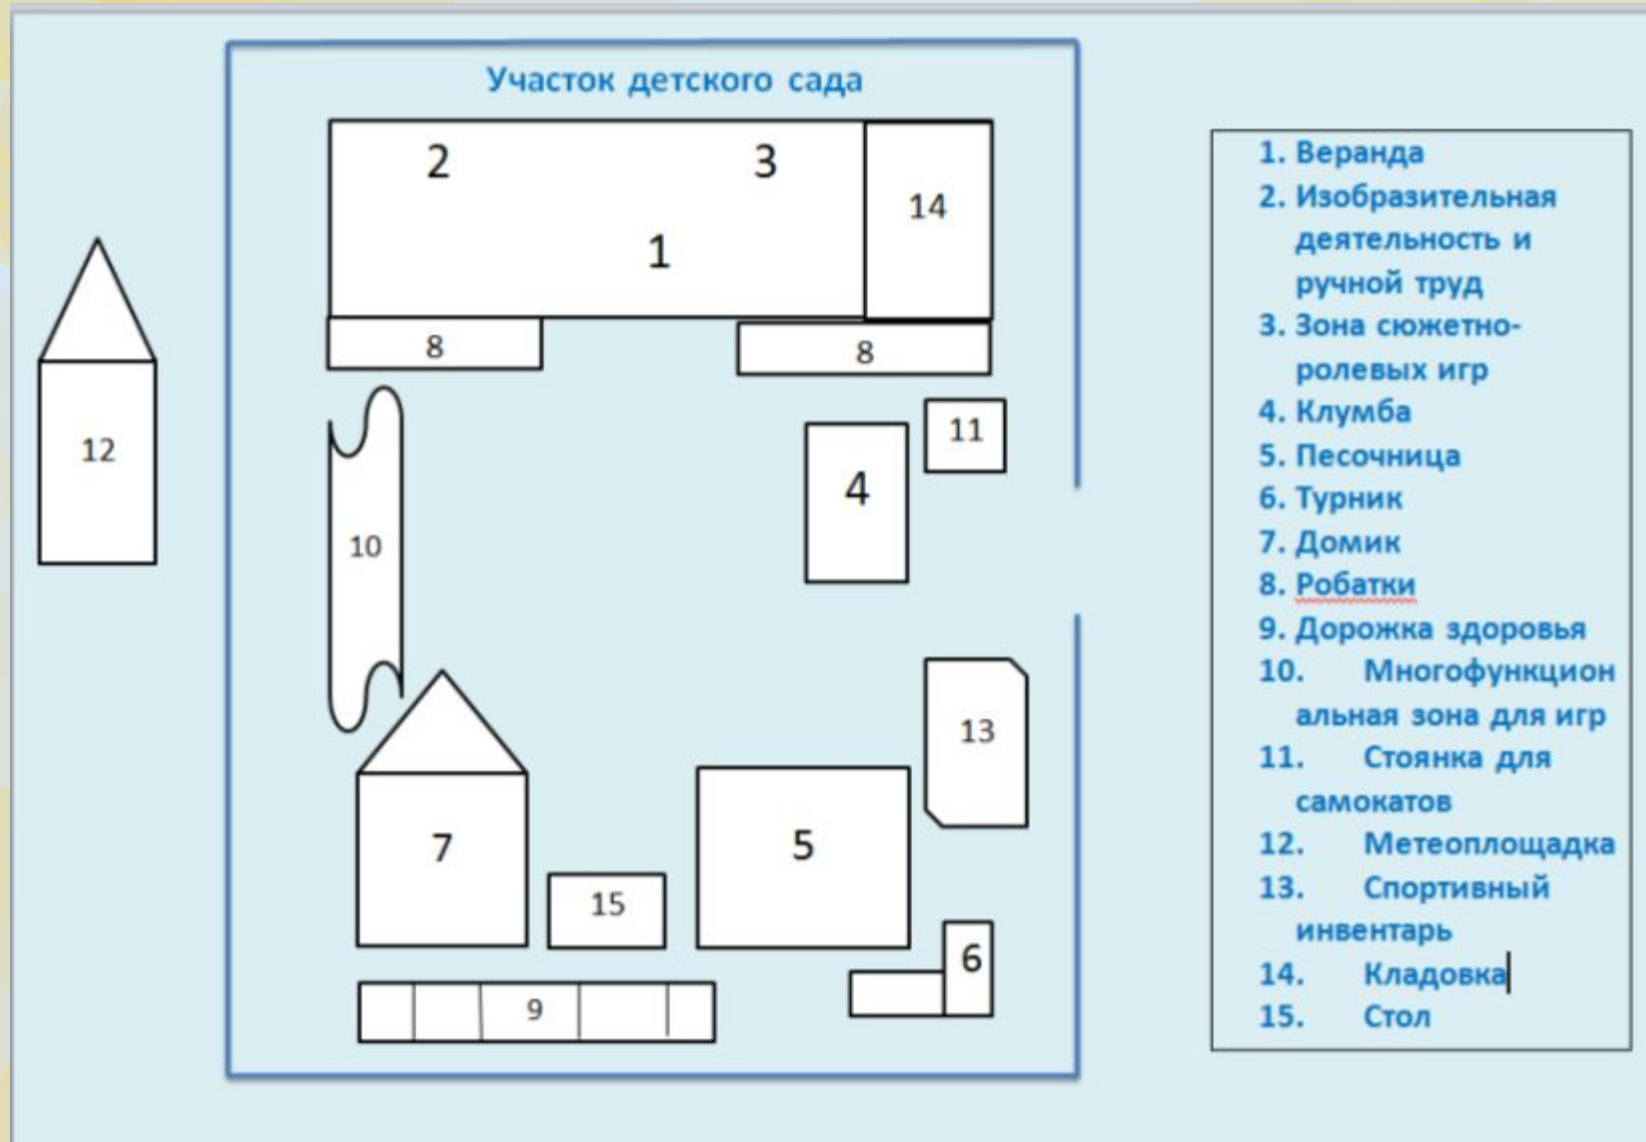 Участок детского сада
2
3
14
1
8
8
12
11
4
10
13
7
5
15
6
9
1. Веранда
2. Изобразительная
деятельность и
ручной труд
3. Зона сюжетно-
ролевых игр
4. Клумба
5. Песочница
6. Турник
7. Домик
8. Робатки
9. Дорожка здоровья
10. Многофункцион
альная зона для игр
11. Стоянка для
самокатов
12. Метеоплощадка
13. Спортивный
инвентарь
14. Кладовка
15. Стол